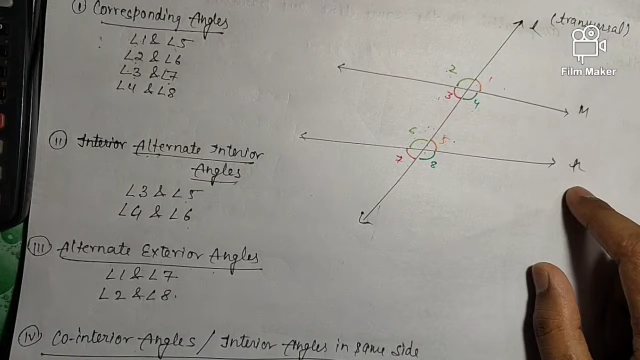 (I) Corresponding Angles
∠1 & ∠5
∠2 & ∠6
∠3 & ∠7
∠4 & ∠8
(II) Interior Alternate Interior
Angles
∠3 & ∠5
∠4 & ∠6
(III) Alternate Exterior Angles
∠1 & ∠7
∠2 & ∠8.
(IV) Co-interior Angles / Interior Angles in same side
l (transversal)
Film Maker
2 1
3 4
M
6 5
7 8